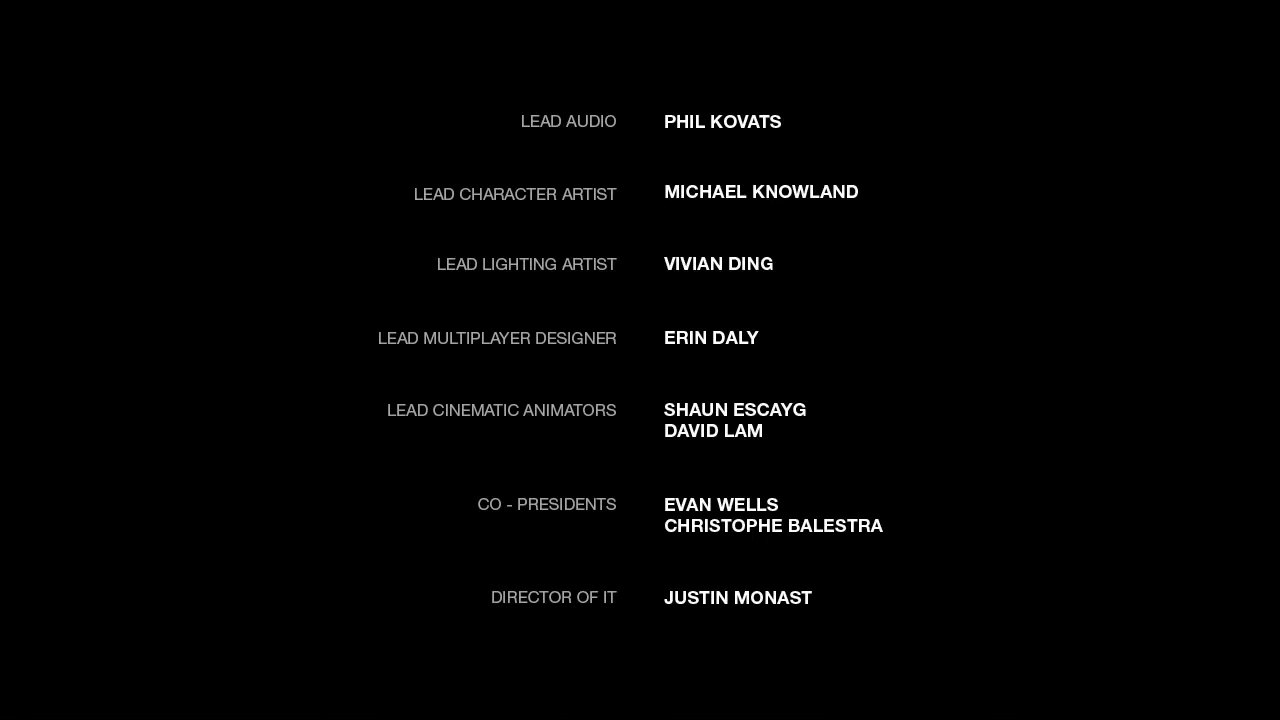 LEAD AUDIO PHIL KOVATS
LEAD CHARACTER ARTIST MICHAEL KNOWLAND
LEAD LIGHTING ARTIST VIVIAN DING
LEAD MULTIPLAYER DESIGNER ERIN DALY
LEAD CINEMATIC ANIMATORS SHAUN ESCAYG
DAVID LAM
CO - PRESIDENTS EVAN WELLS
CHRISTOPHE BALESTRA
DIRECTOR OF IT JUSTIN MONAST